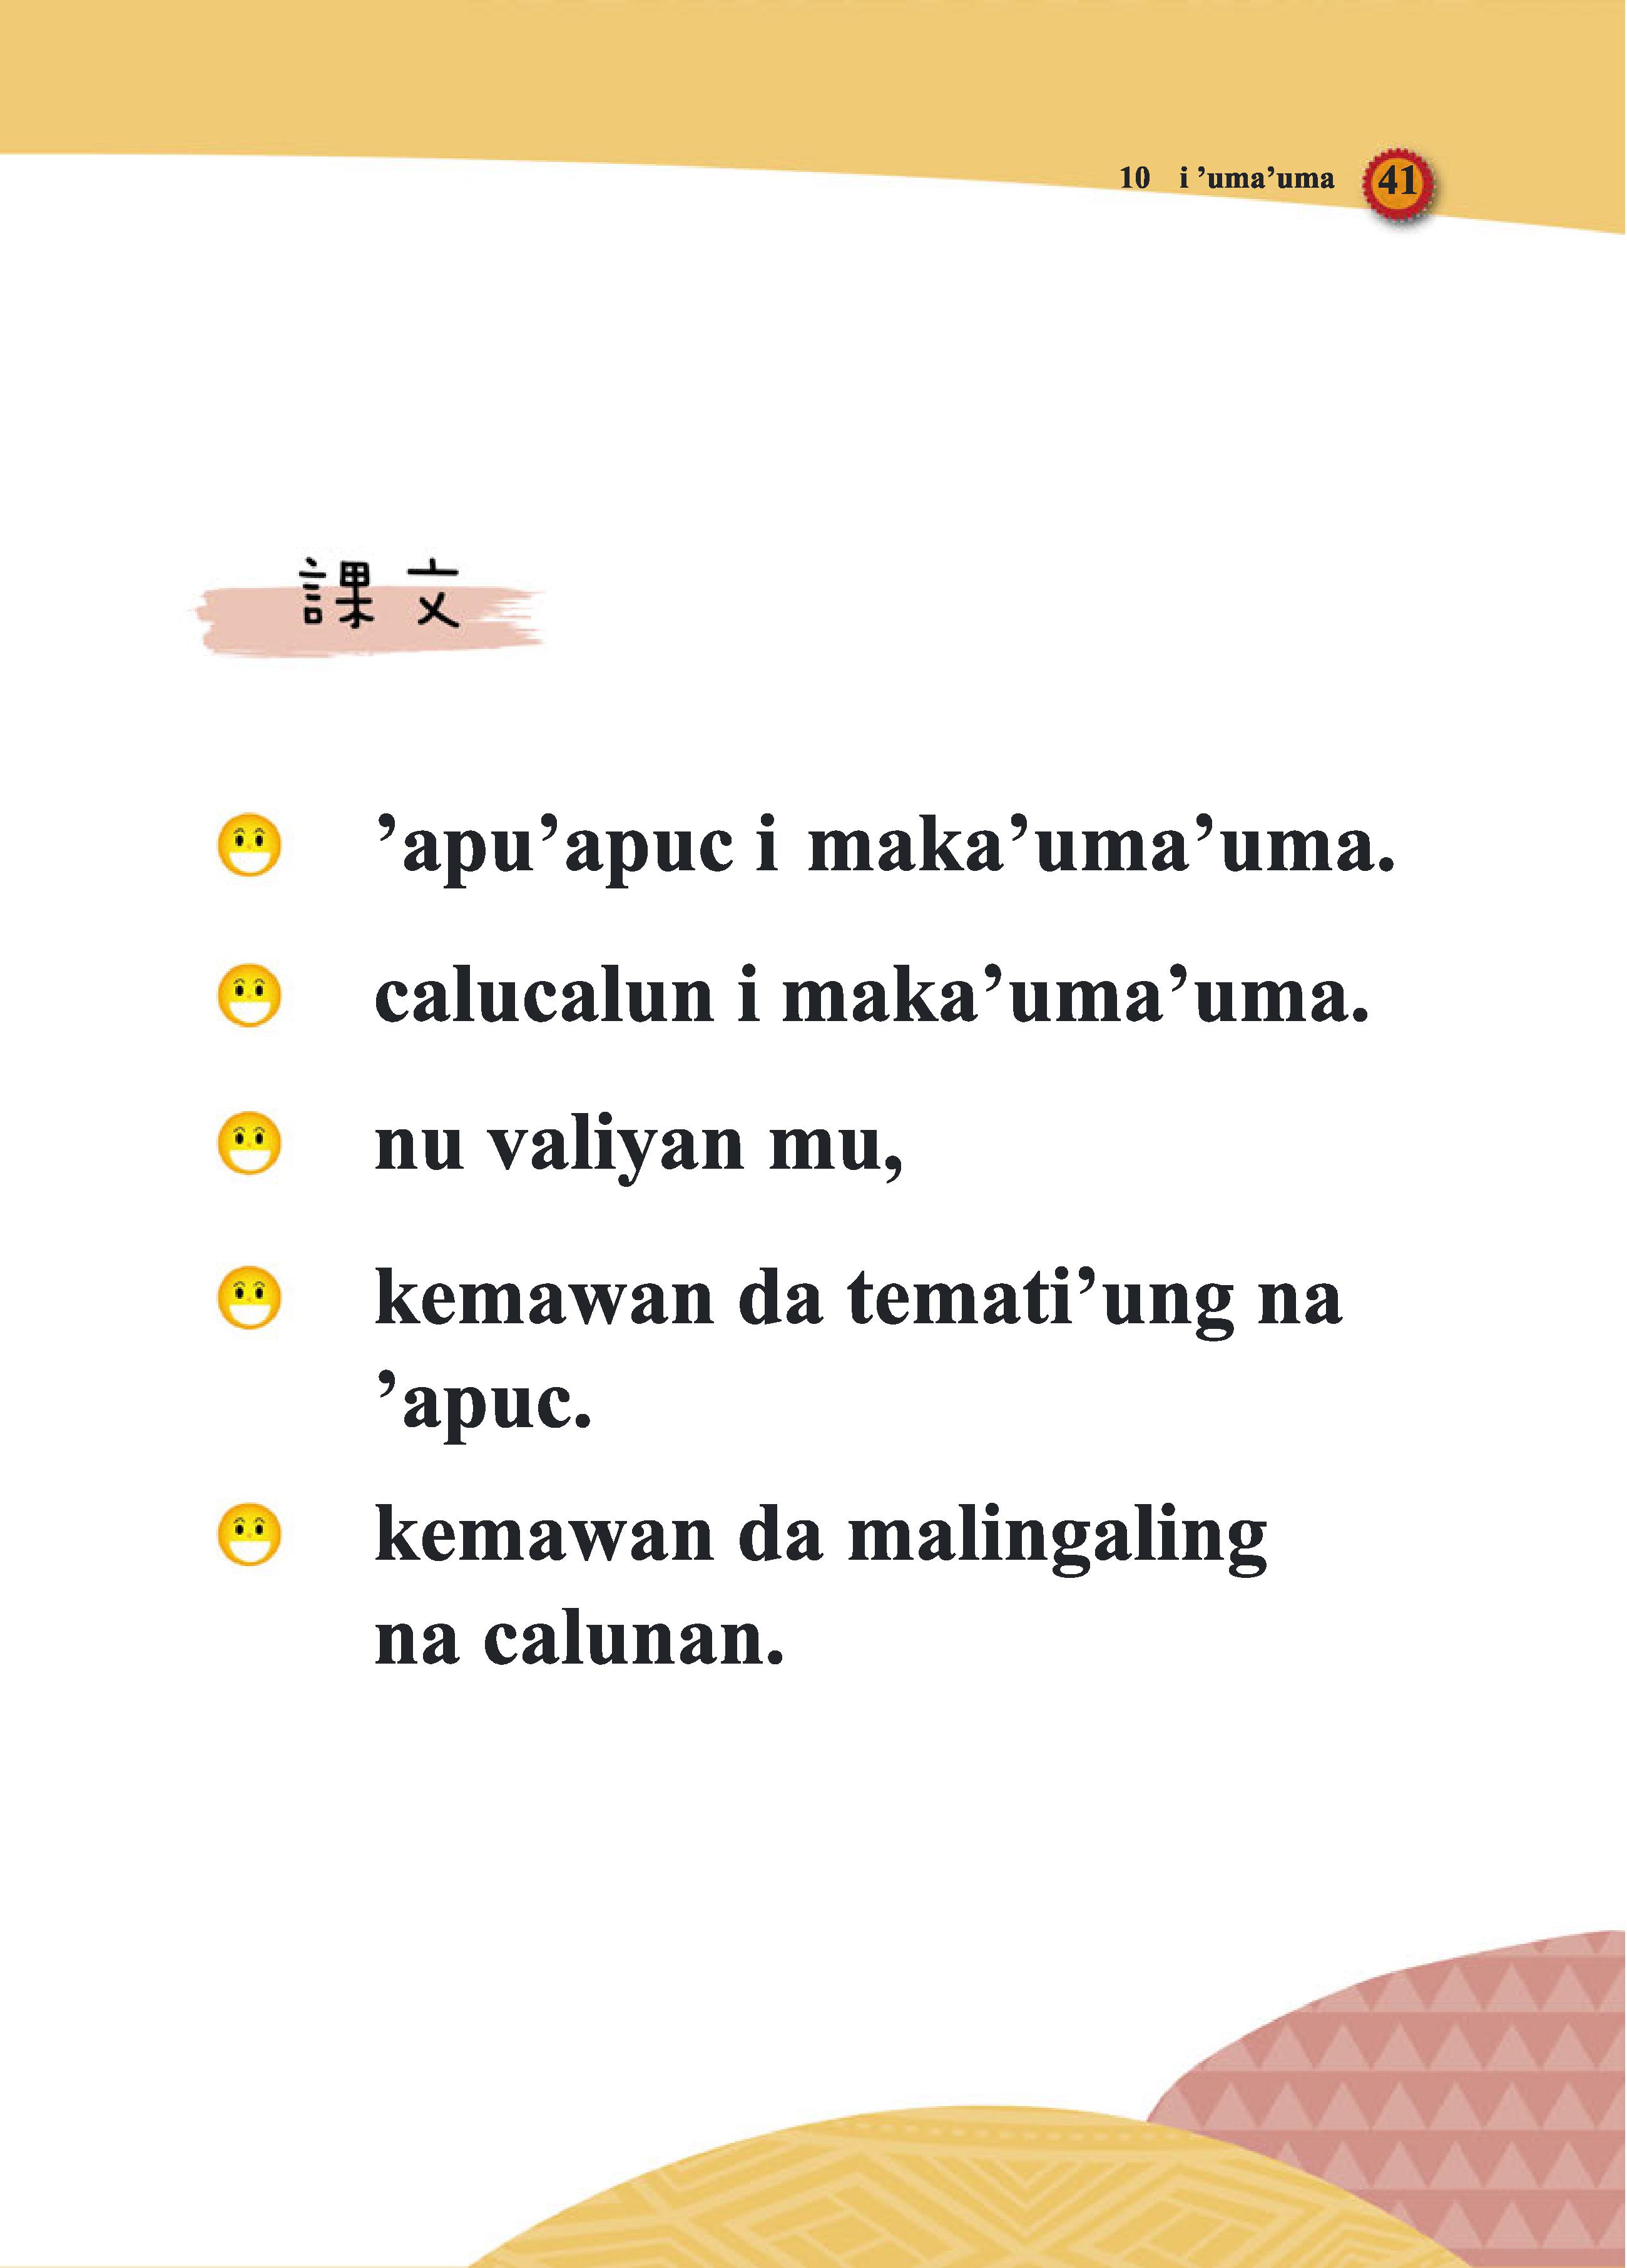 10 i ’uma’uma 41
課文
’apu’apuc i maka’uma’uma.
calucalun i maka’uma’uma.
nu valiyan mu,
kemawan da temati’ung na
’apuc.
kemawan da malingaling
na calunan.